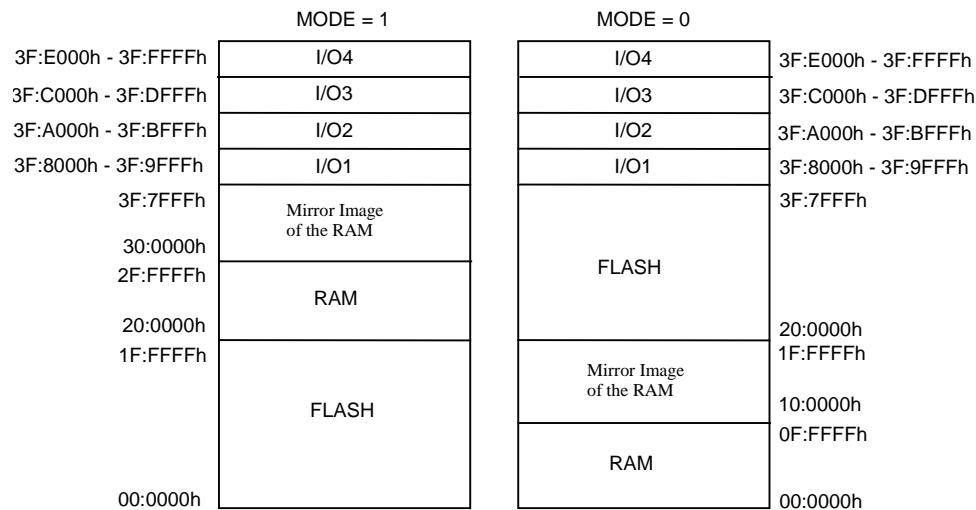 MODE = 1
MODE = 0
3F:E000h - 3F:FFFFh
I/O4
I/O4
3F:E000h - 3F:FFFFh
3F:C000h - 3F:DFFFh
I/O3
I/O3
3F:C000h - 3F:DFFFh
3F:A000h - 3F:BFFFh
I/O2
I/O2
3F:A000h - 3F:BFFFh
3F:8000h - 3F:9FFFh
I/O1
I/O1
3F:8000h - 3F:9FFFh
3F:7FFFh
Mirror Image
of the RAM
30:0000h
2F:FFFFh
RAM
20:0000h
1F:FFFFh
FLASH
00:0000h
3F:7FFFh
FLASH
20:0000h
1F:FFFFh
Mirror Image
of the RAM
10:0000h
0F:FFFFh
RAM
00:0000h